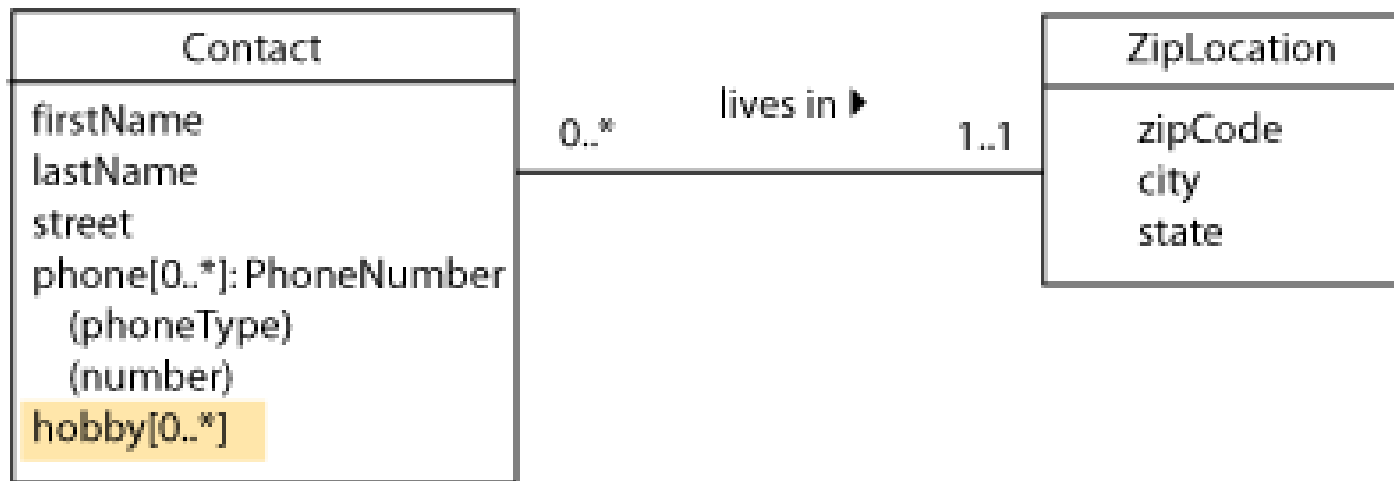 Contact
firstName
lastName
street
phone[0..*]: PhoneNumber
(phoneType)
(number)
hobby[0..*]
0..*
lives in ▶
1..1
ZipLocation
zipCode
city
state